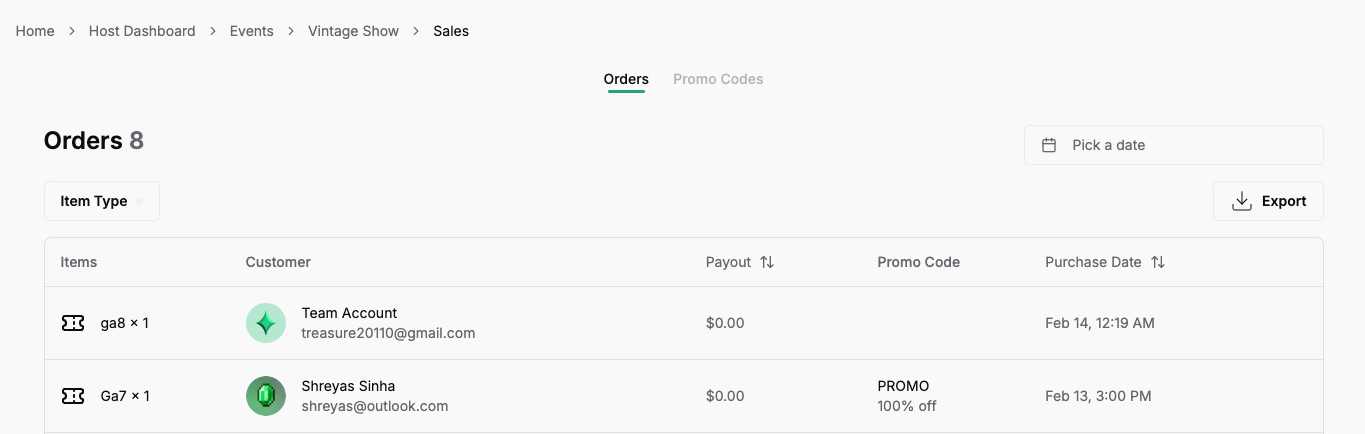 Home > Host Dashboard > Events > Vintage Show > Sales
Orders Promo Codes
Orders 8
Pick a date
Item Type
Export
Items Customer Payout Promo Code Purchase Date
ga8 × 1
Team Account
treasure20110@gmail.com
$0.00
Feb 14, 12:19 AM
Ga7 × 1
Shreyas Sinha
shreyas@outlook.com
$0.00
PROMO
100% off
Feb 13, 3:00 PM